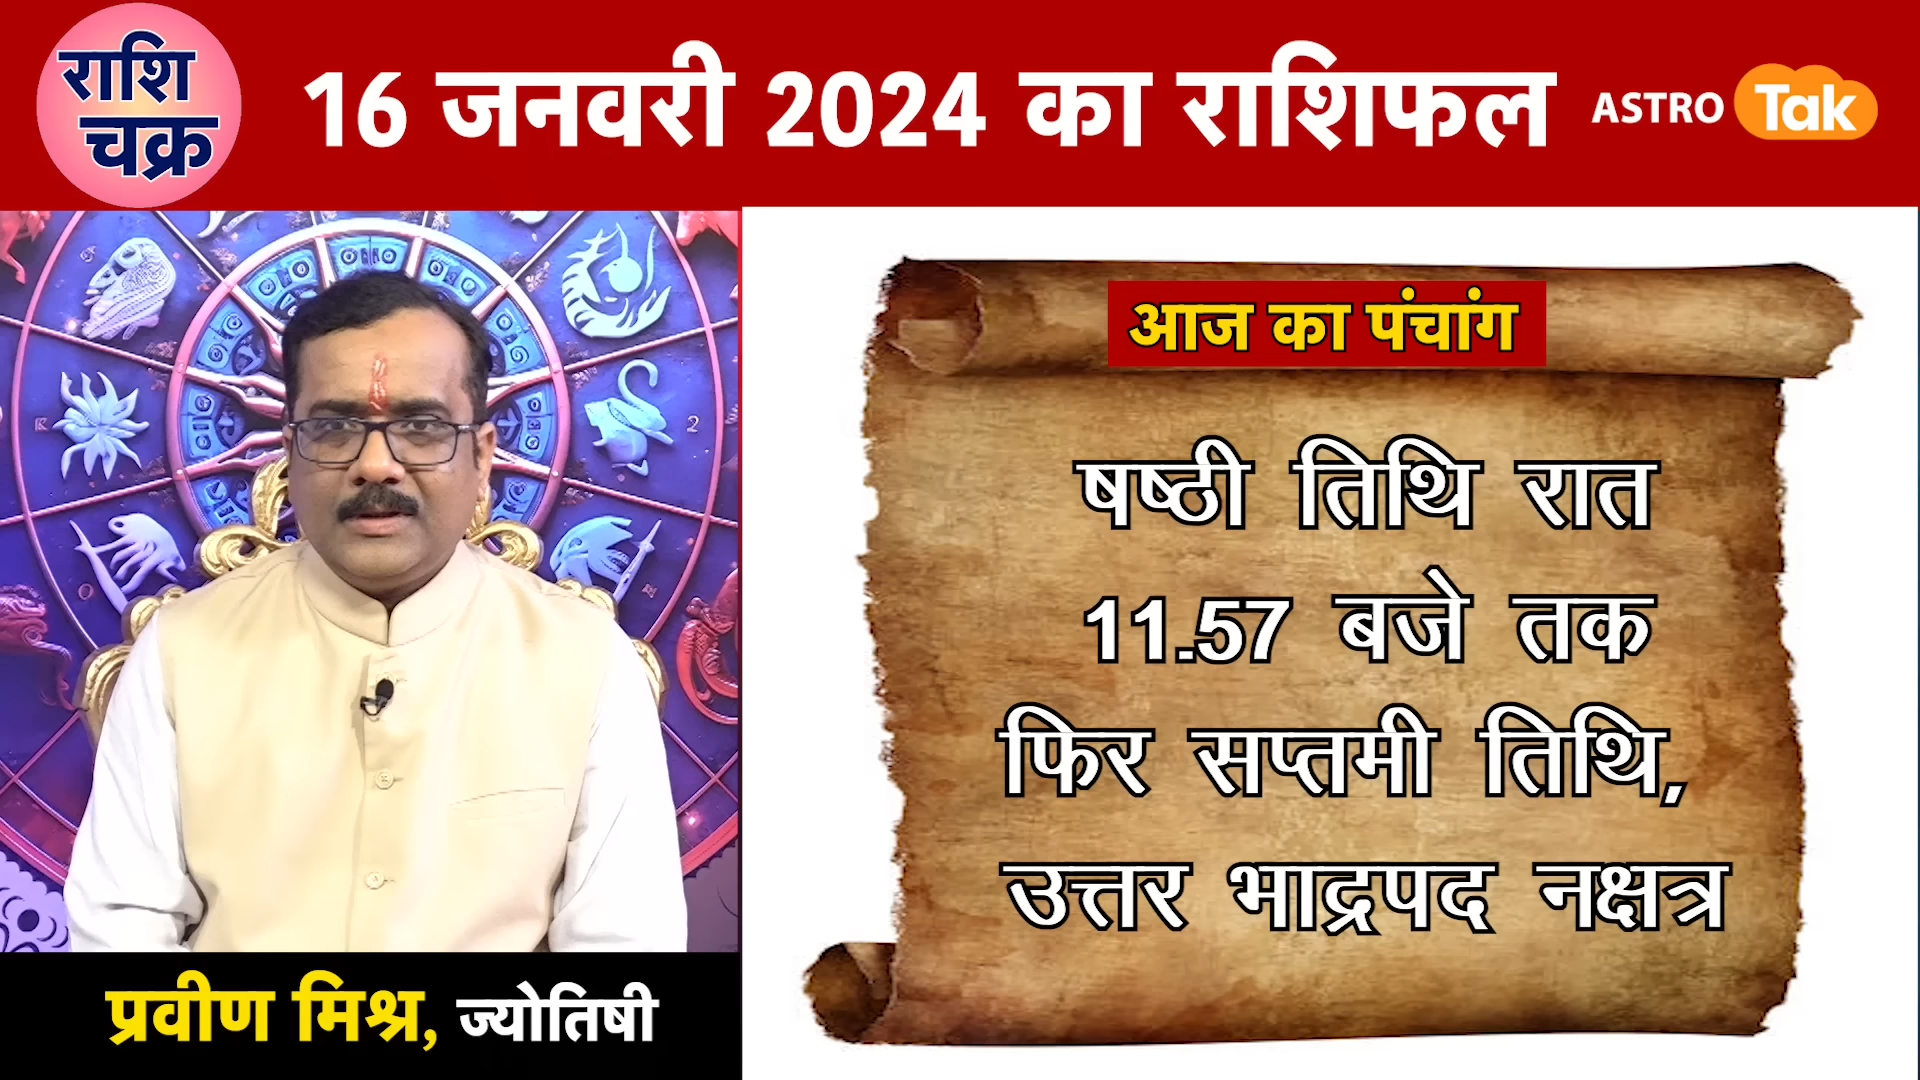 राशि
चक्र
16 जनवरी 2024 का राशिफल
ASTRO Tak
आज का पंचांग
षष्ठी तिथि रात
11.57 बजे तक
फिर सप्तमी तिथि,
उत्तर भाद्रपद नक्षत्र
प्रवीण मिश्र, ज्योतिषी